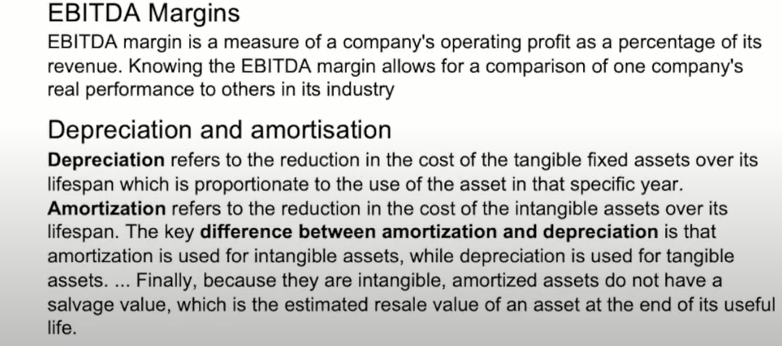 EBITDA Margins
EBITDA margin is a measure of a company's operating profit as a percentage of its
revenue. Knowing the EBITDA margin allows for a comparison of one company's
real performance to others in its industry
Depreciation and amortisation
Depreciation refers to the reduction in the cost of the tangible fixed assets over its
lifespan which is proportionate to the use of the asset in that specific year.
Amortization refers to the reduction in the cost of the intangible assets over its
lifespan. The key difference between amortization and depreciation is that
amortization is used for intangible assets, while depreciation is used for tangible
assets. ... Finally, because they are intangible, amortized assets do not have a
salvage value, which is the estimated resale value of an asset at the end of its useful
life.